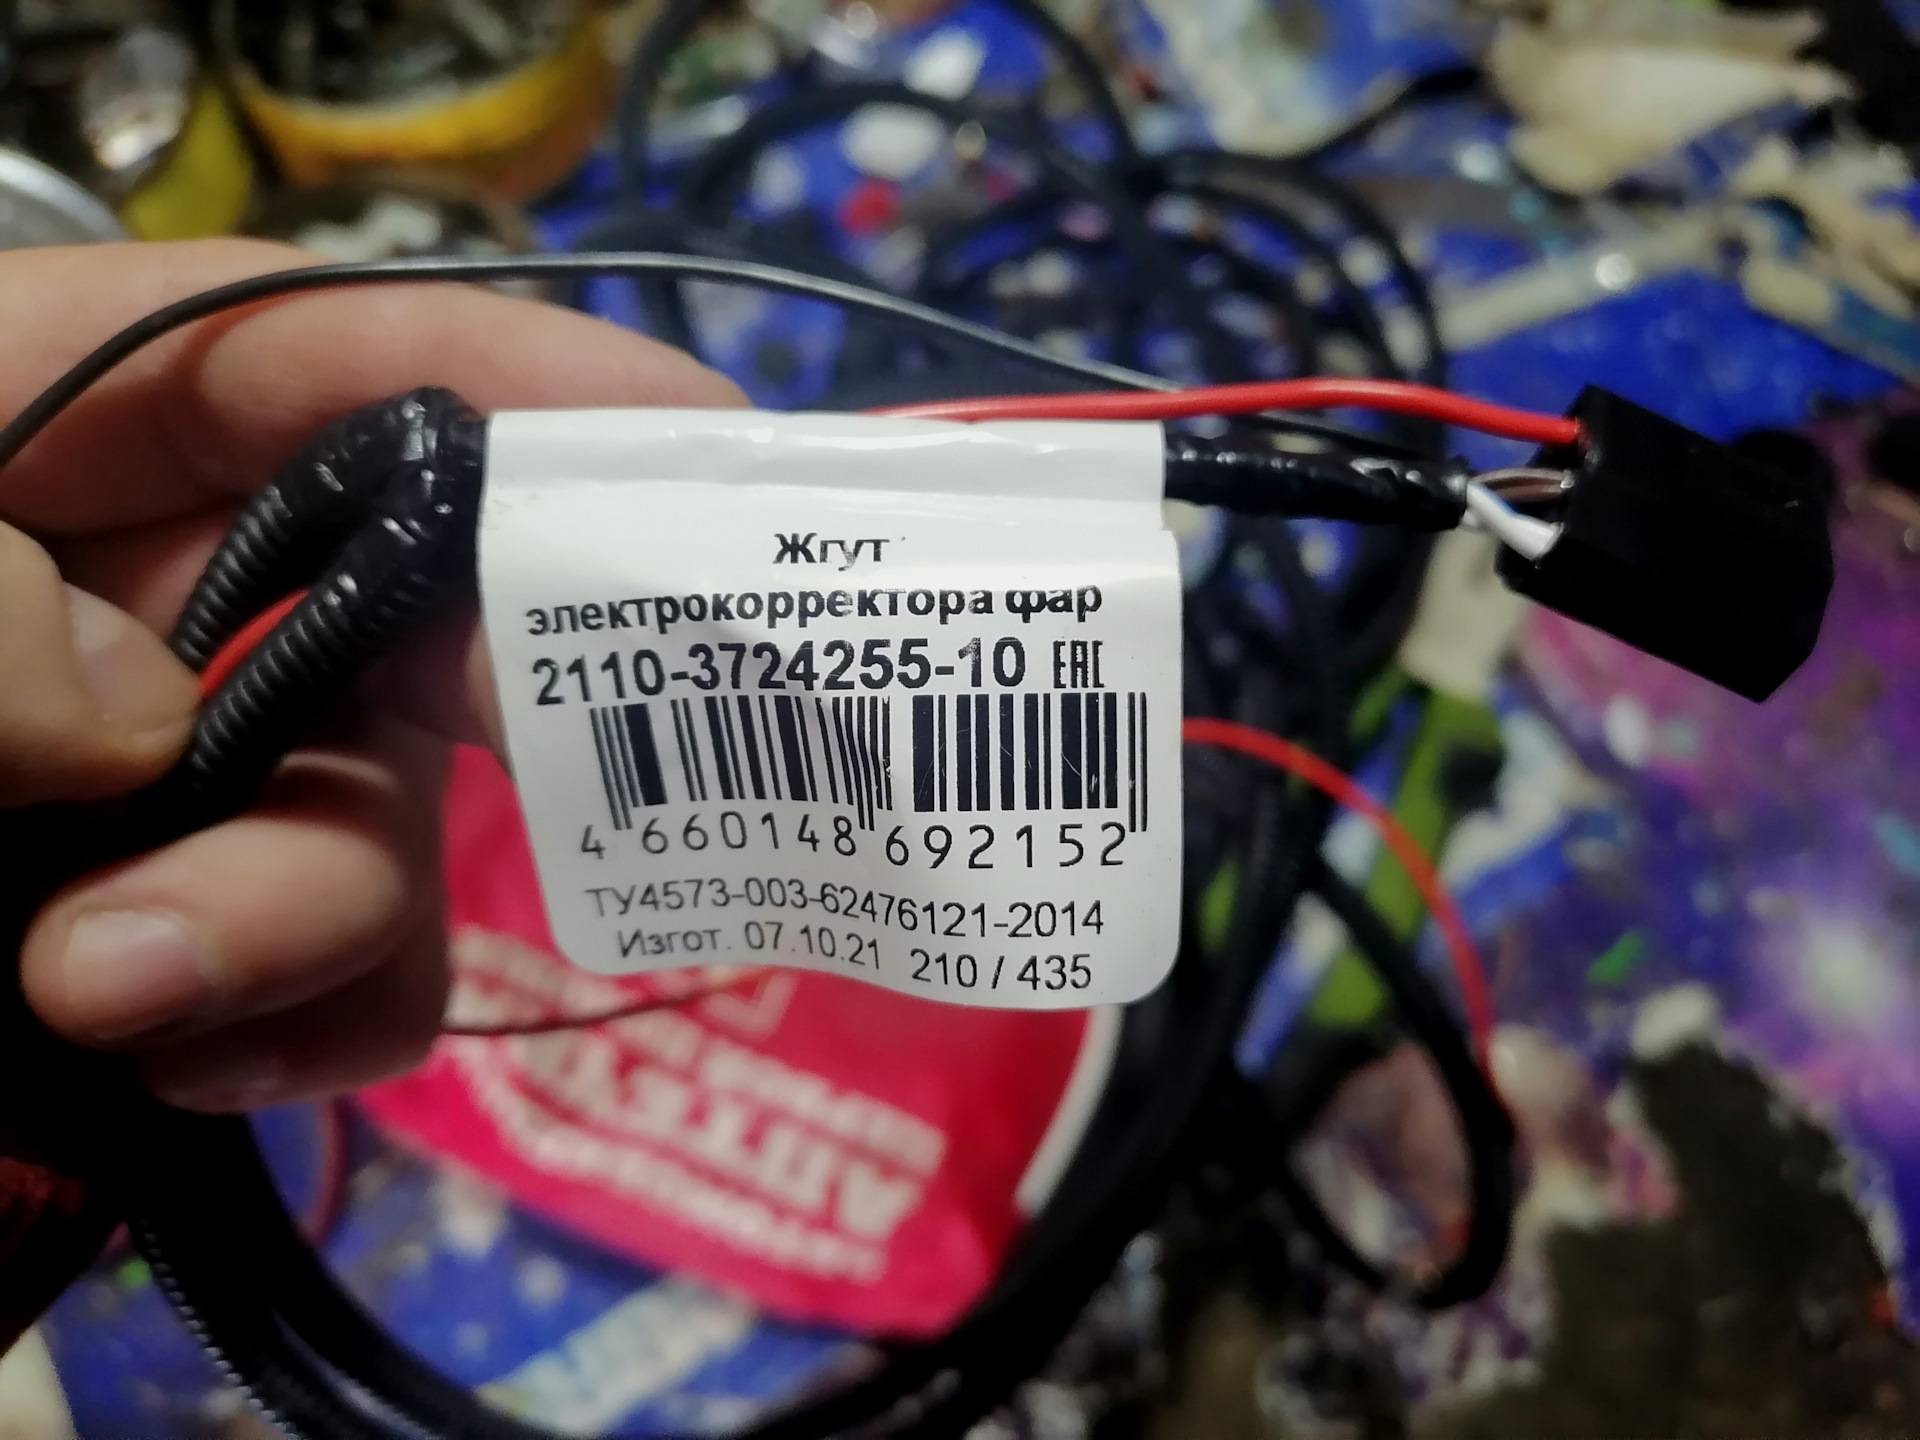 Жгут
электрокорректора фар
2110-3724255-10 ЕАС
4 660148 692152
ТУ4573-003-62476121-2014
Изгот. 07.10.21 210 / 435